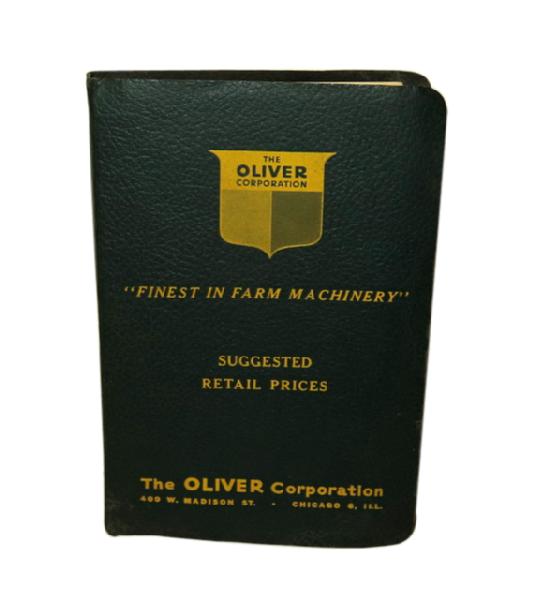 THE
OLIVER
CORPORATION
"FINEST IN FARM MACHINERY"
SUGGESTED
RETAIL PRICES
The OLIVER Corporation
400 W. MADISON ST. - CHICAGO 6, ILL.